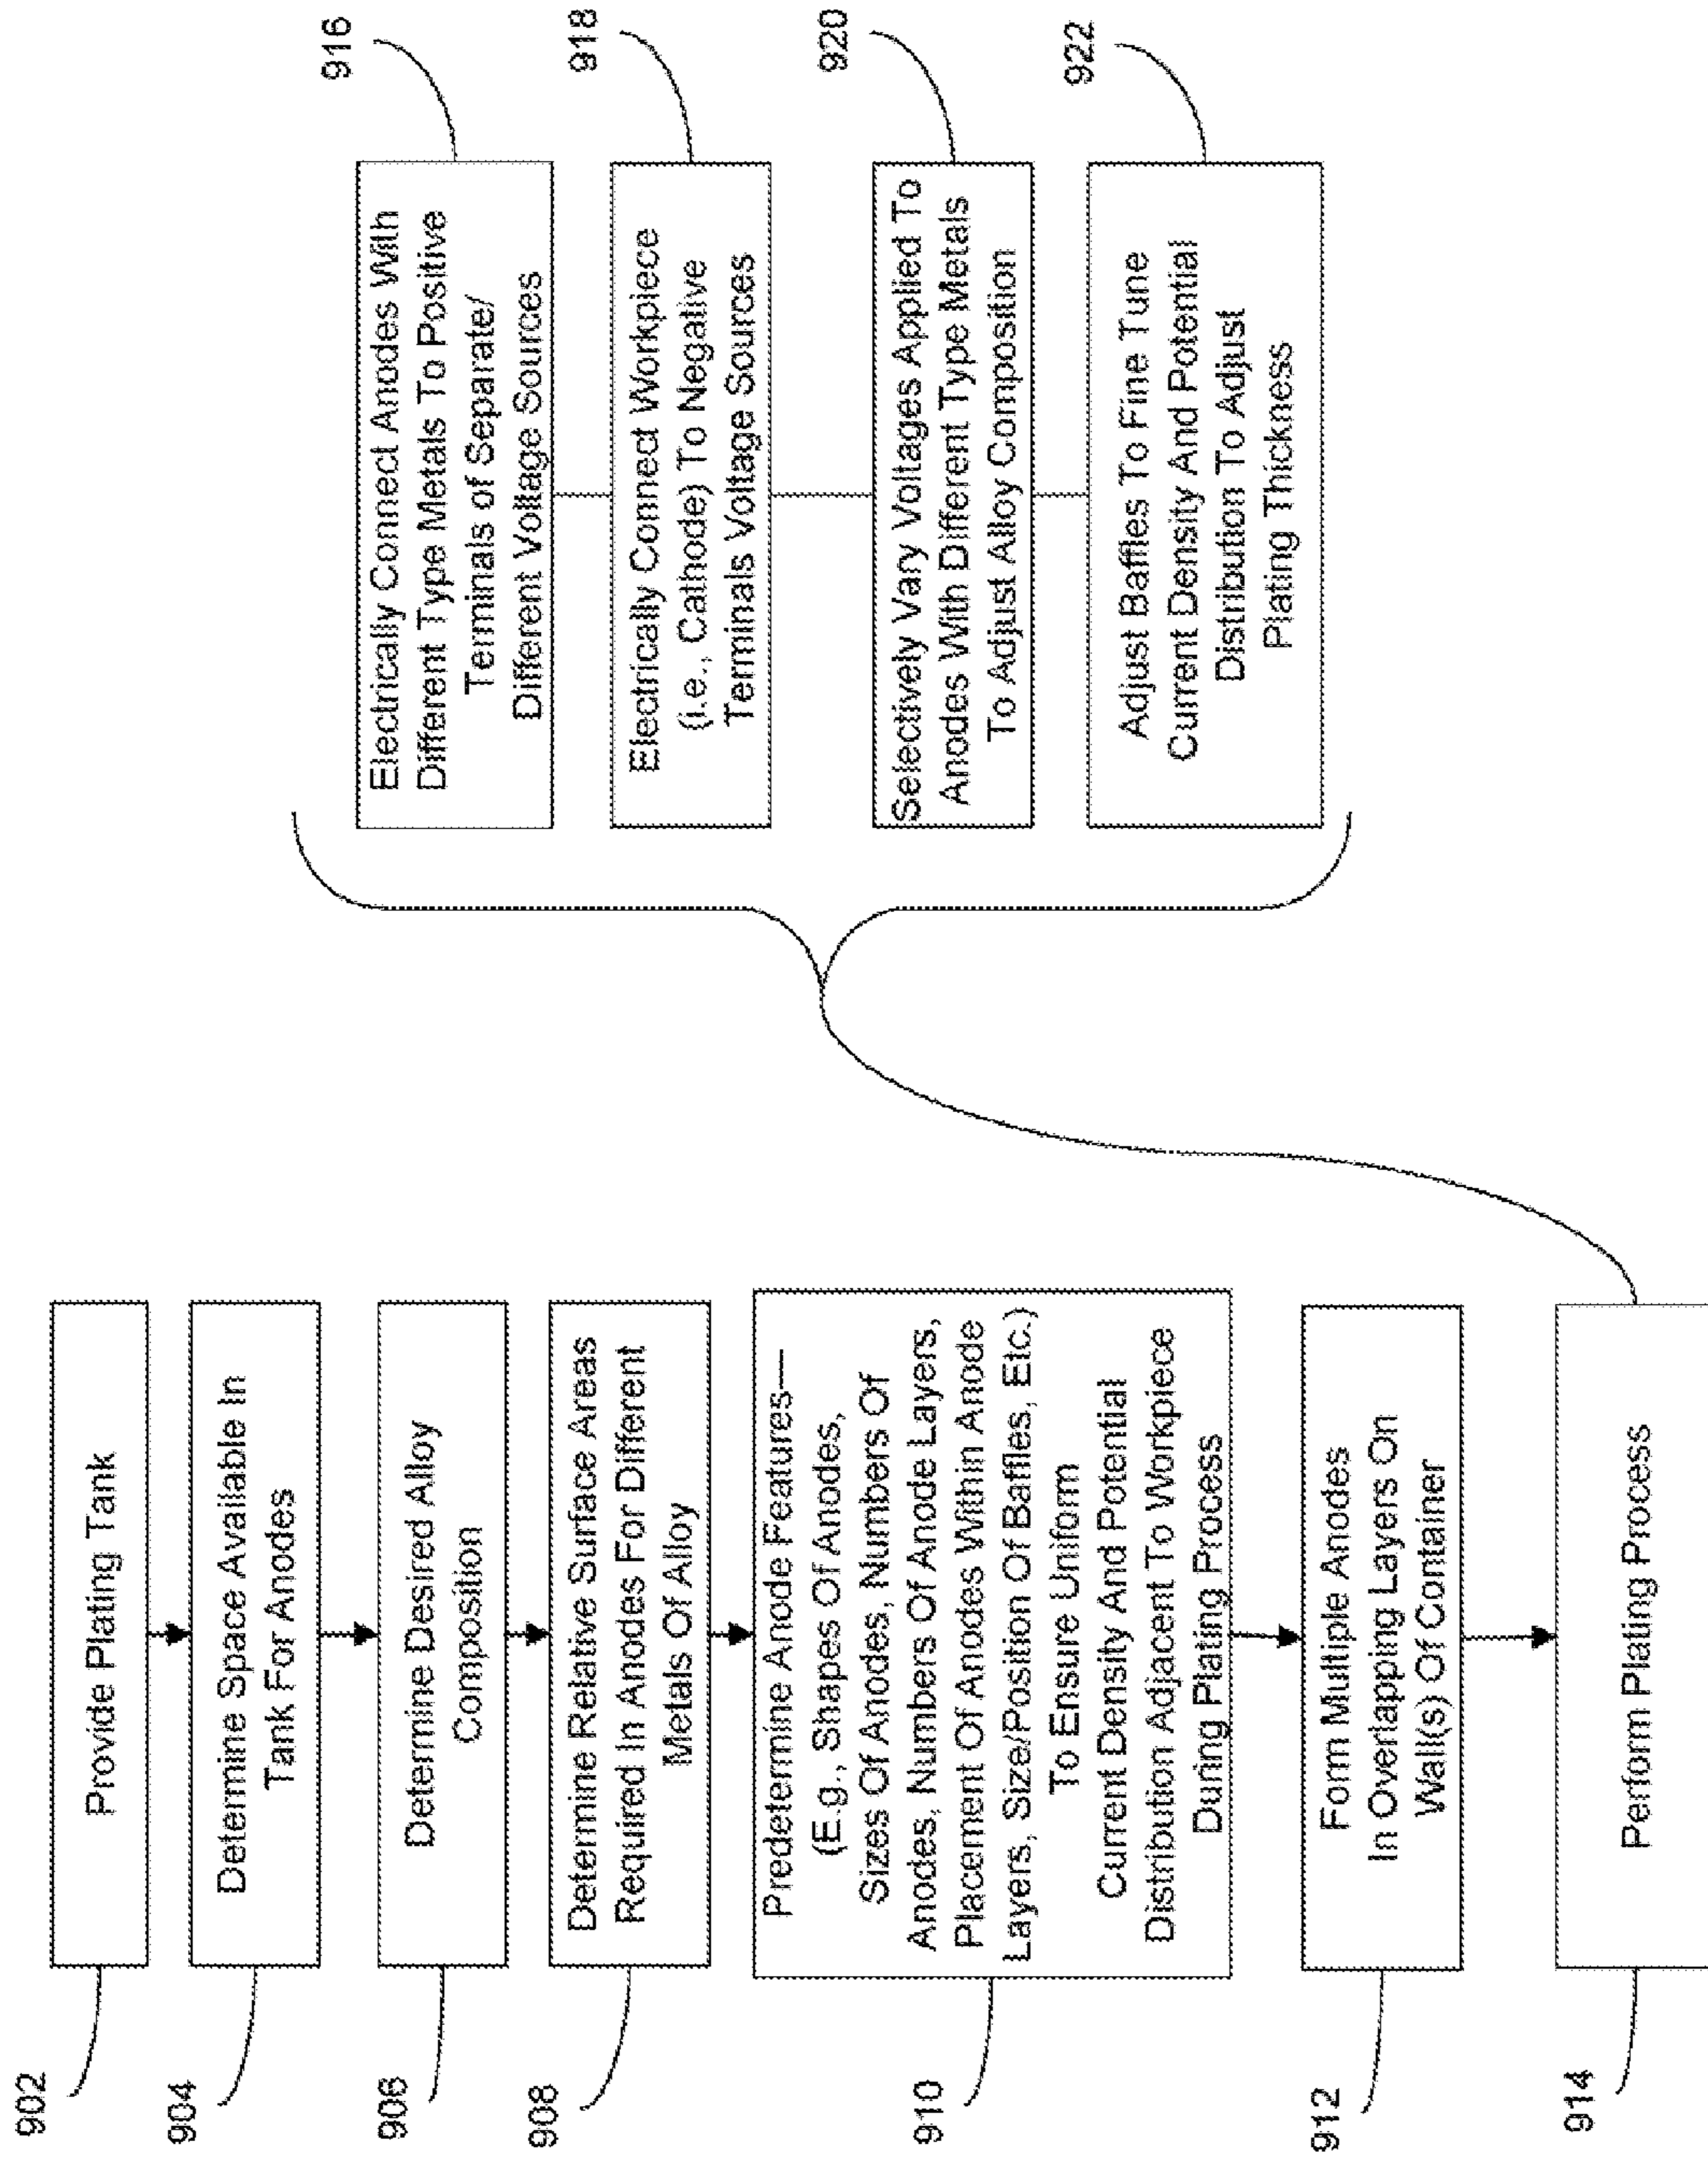 902
Provide Plating Tank
904
Determine Space Available In
Tank For Anodes
906
Determine Desired Alloy
Composition
908
Determine Relative Surface Areas
Required In Anodes For Different
Metals Of Alloy
910
Predetermine Anode Features—
(E.g., Shapes Of Anodes,
Sizes Of Anodes, Numbers Of
Anodes, Numbers Of Anode Layers,
Placement Of Anodes Within Anode
Layers, Size/Position Of Baffles, Etc.)
To Ensure Uniform
Current Density And Potential
Distribution Adjacent To Workpiece
During Plating Process
912
Form Multiple Anodes
In Overlapping Layers On
Wall(s) Of Container
914
Perform Plating Process
916
Electrically Connect Anodes With
Different Type Metals To Positive
Terminals of Separate/
Different Voltage Sources
918
Electrically Connect Workpiece
(i.e., Cathode) To Negative
Terminals Voltage Sources
920
Selectively Vary Voltages Applied To
Anodes With Different Type Metals
To Adjust Alloy Composition
922
Adjust Baffles To Fine Tune
Current Density And Potential
Distribution To Adjust
Plating Thickness